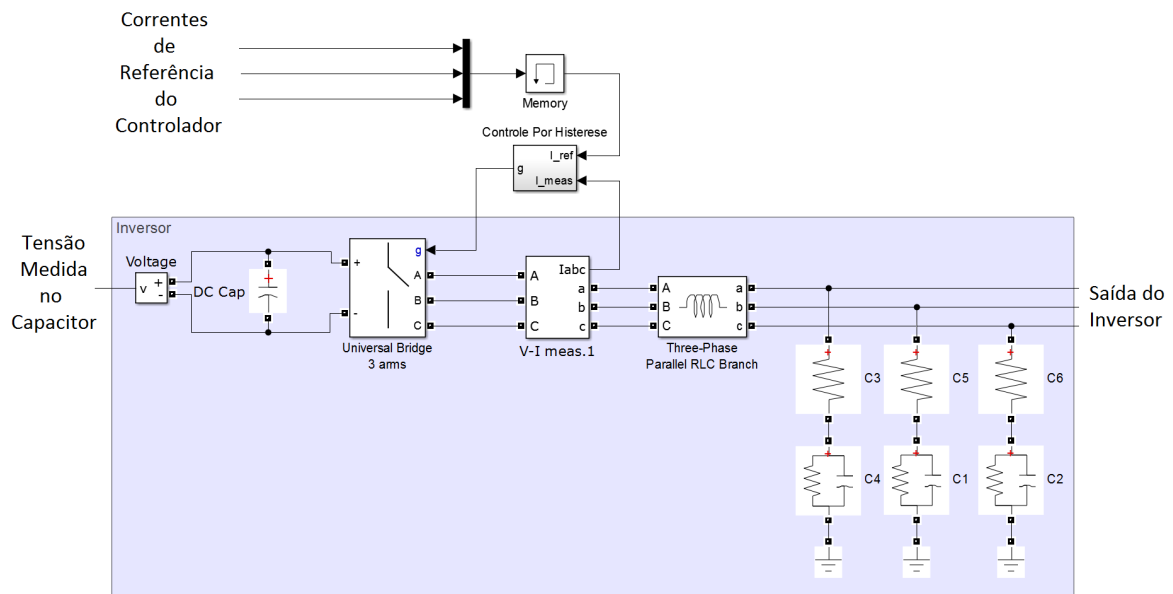 Correntes
de
Referência
do
Controlador
Memory
Controle Por Histerese
I_ref
g
I_meas
Inversor
Tensão
Medida
no
Capacitor
Voltage
v
+
-
DC Cap
+
+
-
g
A
B
C
Universal Bridge
3 arms
Iabc
A
B
C
a
b
c
V-I meas.1
A
B
C
a
b
c
Three-Phase
Parallel RLC Branch
Saída do
Inversor
+
C3
+
C5
+
C6
+
C4
+
C1
+
C2